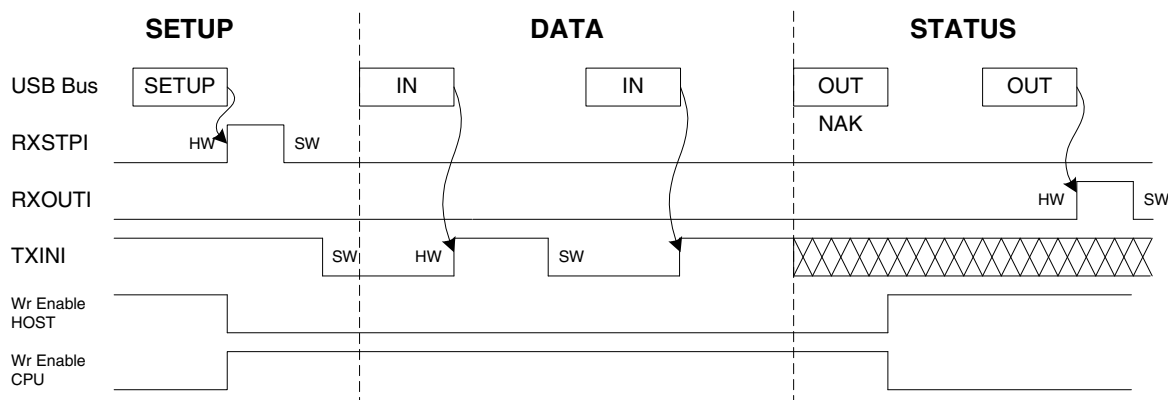 SETUP DATA STATUS
USB Bus SETUP IN IN OUT OUT
NAK
RXSTPI HW SW
RXOUTI HW SW
TXINI SW HW SW
Wr Enable
HOST
Wr Enable
CPU